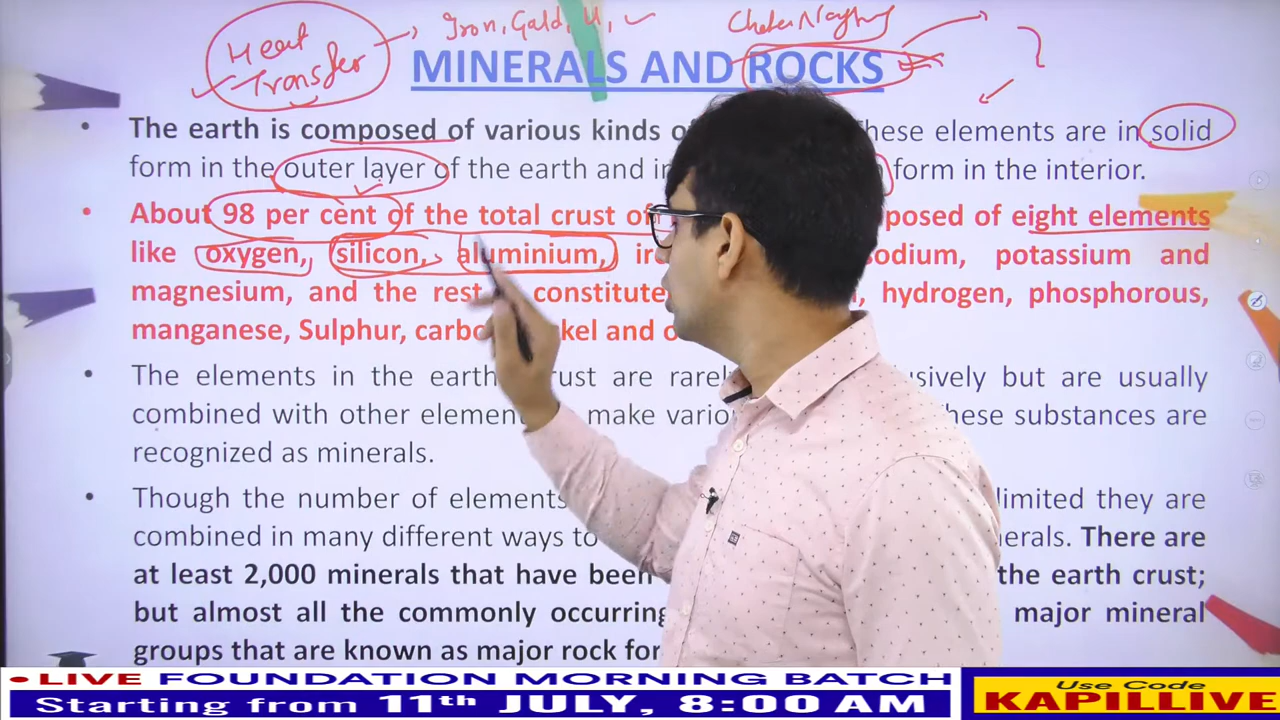 Heat Transfer
Iron, Gold, U,
MINERALS AND ROCKS
• The earth is composed of various kinds of These elements are in solid
form in the outer layer of the earth and in form in the interior.
• About 98 per cent of the total crust of posed of eight elements
like oxygen, silicon, aluminium, ir sodium, potassium and
magnesium, and the rest is constitute hydrogen, phosphorous,
manganese, Sulphur, carbo kel and o
• The elements in the earth crust are rarel usively but are usually
combined with other element make vario These substances are
recognized as minerals.
• Though the number of elements limited they are
combined in many different ways to nerals. There are
at least 2,000 minerals that have been the earth crust;
but almost all the commonly occurring major mineral
groups that are known as major rock for
• LIVE FOUNDATION MORNING BATCH
Starting from 11th JULY, 8:00 AM
Use Code
KAPILLIVE